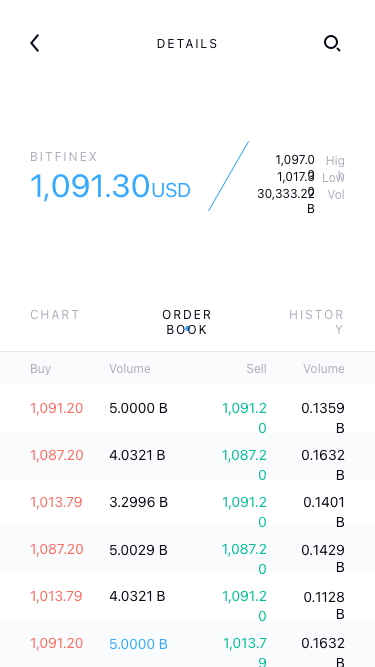 DETAILS
BITFINEX
1,091.30USD
1,097.00 High
1,017.90 Low
30,333.22 B Vol
CHART
ORDER BOOK
HISTORY
Buy Volume Sell Volume
1,091.20 5.0000 B 1,091.20 0.1359 B
1,087.20 4.0321 B 1,087.20 0.1632 B
1,013.79 3.2996 B 1,091.20 0.1401 B
1,087.20 5.0029 B 1,087.20 0.1429 B
1,013.79 4.0321 B 1,091.20 0.1128 B
1,091.20 5.0000 B 1,013.79 0.1632 B